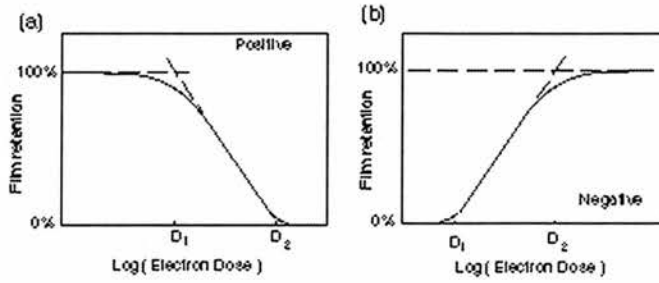 (a)
Positive
100%
Film retention
0%
D1
D2
Log( Electron Dose )
(b)
100%
Film retention
Negative
0%
D1
D2
Log( Electron Dose )